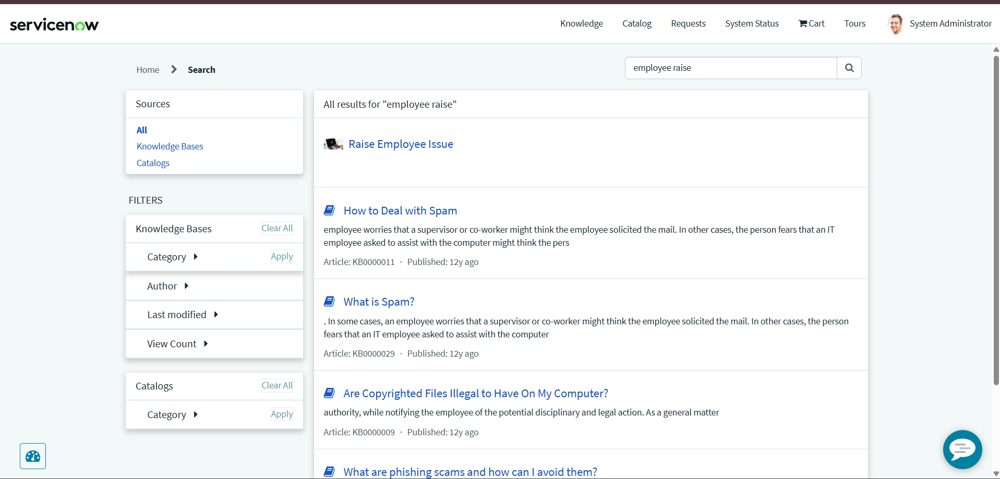 servicenow
Knowledge
Catalog
Requests
System Status
Cart
Tours
System Administrator
Home
Search
employee raise
Sources
All
Knowledge Bases
Catalogs
FILTERS
Knowledge Bases
Clear All
Category
Apply
Author
Last modified
View Count
Catalogs
Clear All
Category
Apply
All results for "employee raise"
Raise Employee Issue
How to Deal with Spam
employee worries that a supervisor or co-worker might think the employee solicited the mail. In other cases, the person fears that an IT
employee asked to assist with the computer might think the pers
Article: KB0000011 · Published: 12y ago
What is Spam?
. In some cases, an employee worries that a supervisor or co-worker might think the employee solicited the mail. In other cases, the person
fears that an IT employee asked to assist with the computer
Article: KB0000029 · Published: 12y ago
Are Copyrighted Files Illegal to Have On My Computer?
authority, while notifying the employee of the potential disciplinary and legal action. As a general matter
Article: KB0000009 · Published: 12y ago
What are phishing scams and how can I avoid them?